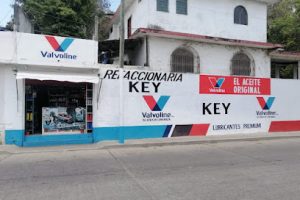 Valvoline
REFACCIONARIA
KEY
Valvoline
EL ACEITE
ORIGINAL
Valvoline
KEY
Valvoline
LUBRICANTES PREMIUM